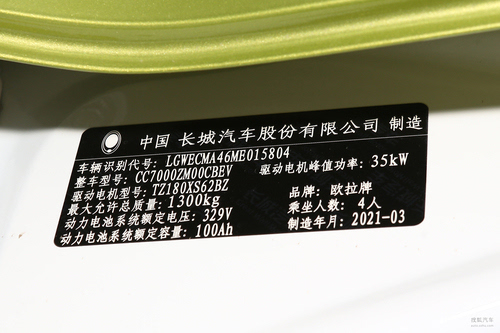 中国 长城汽车股份有限公司 制造
车辆识别代号: LGWECMA46ME015804
整车型号: CC7000ZM00CBEV
驱动电机型号: TZ180XS62BZ 驱动电机峰值功率: 35kW
最大允许总质量: 1300kg 品牌: 欧拉牌
动力电池系统额定电压: 329V 乘坐人数: 4人
动力电池系统额定容量: 100Ah 制造年月: 2021-03
搜狐汽车